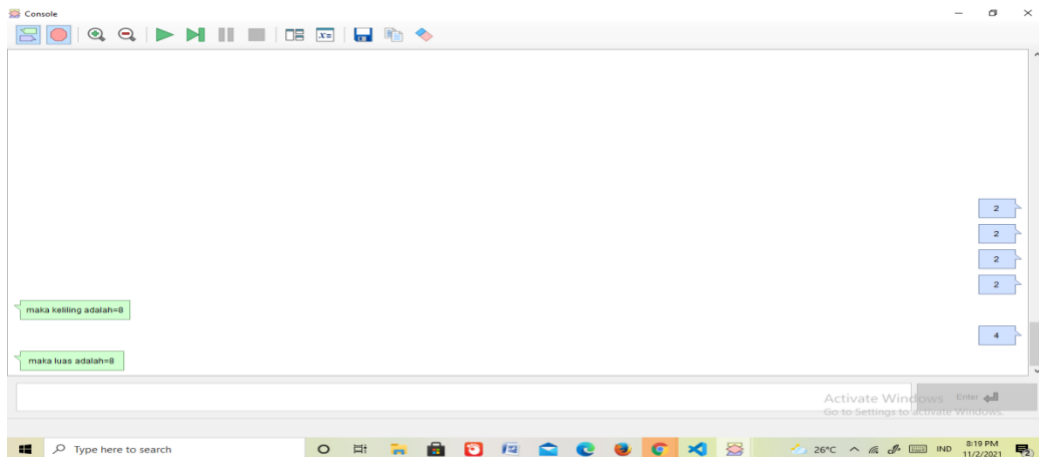 Console
2
2
2
2
maka keliling adalah=8
4
maka luas adalah=8
Activate Windows
Enter
Go to Settings to activate Windows.
Type here to search
26°C
IND
8:19 PM
11/2/2021